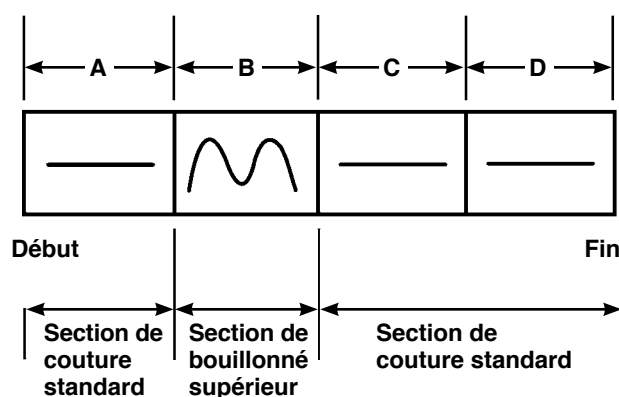 A B C D
Début Fin
Section de
couture
standard
Section de
bouillonné
supérieur
Section de
couture standard